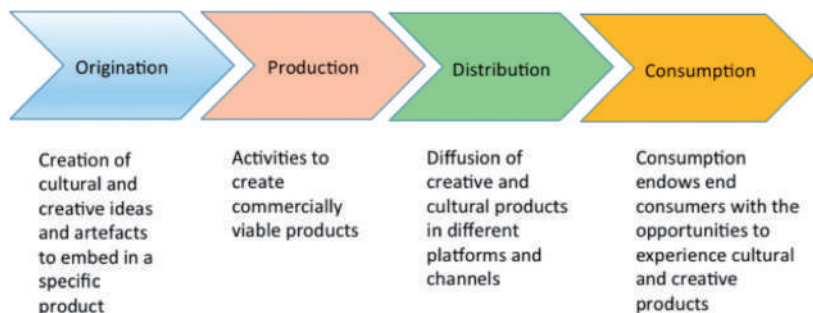 Origination
Production
Distribution
Consumption
Creation of
cultural and
creative ideas
and artefacts
to embed in a
specific
product
Activities to
create
commercially
viable products
Diffusion of
creative and
cultural products
in different
platforms and
channels
Consumption
endows end
consumers with the
opportunities to
experience cultural
and creative
products